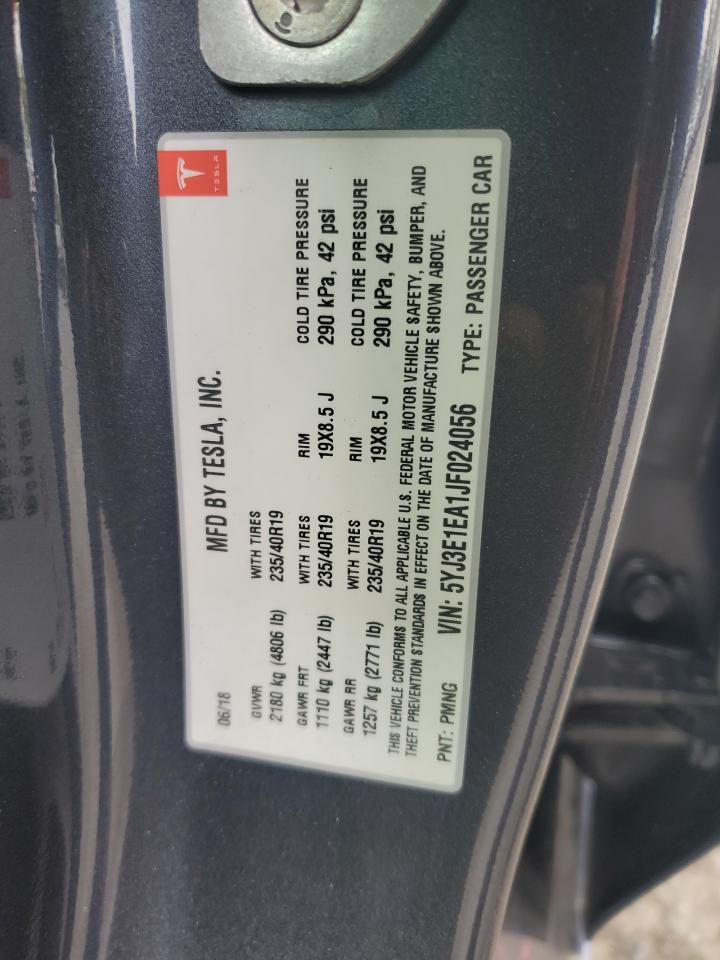 TESLA
MFD BY TESLA, INC.
06/18
GVWR WITH TIRES
2180 kg (4806 lb) 235/40R19
GAWR FRT WITH TIRES RIM COLD TIRE PRESSURE
1110 kg (2447 lb) 235/40R19 19X8.5 J 290 kPa, 42 psi
GAWR RR WITH TIRES RIM COLD TIRE PRESSURE
1257 kg (2771 lb) 235/40R19 19X8.5 J 290 kPa, 42 psi
THIS VEHICLE CONFORMS TO ALL APPLICABLE U.S. FEDERAL MOTOR VEHICLE SAFETY, BUMPER, AND
THEFT PREVENTION STANDARDS IN EFFECT ON THE DATE OF MANUFACTURE SHOWN ABOVE.
PNT: PMNG VIN: 5YJ3E1EA1JF024056 TYPE: PASSENGER CAR